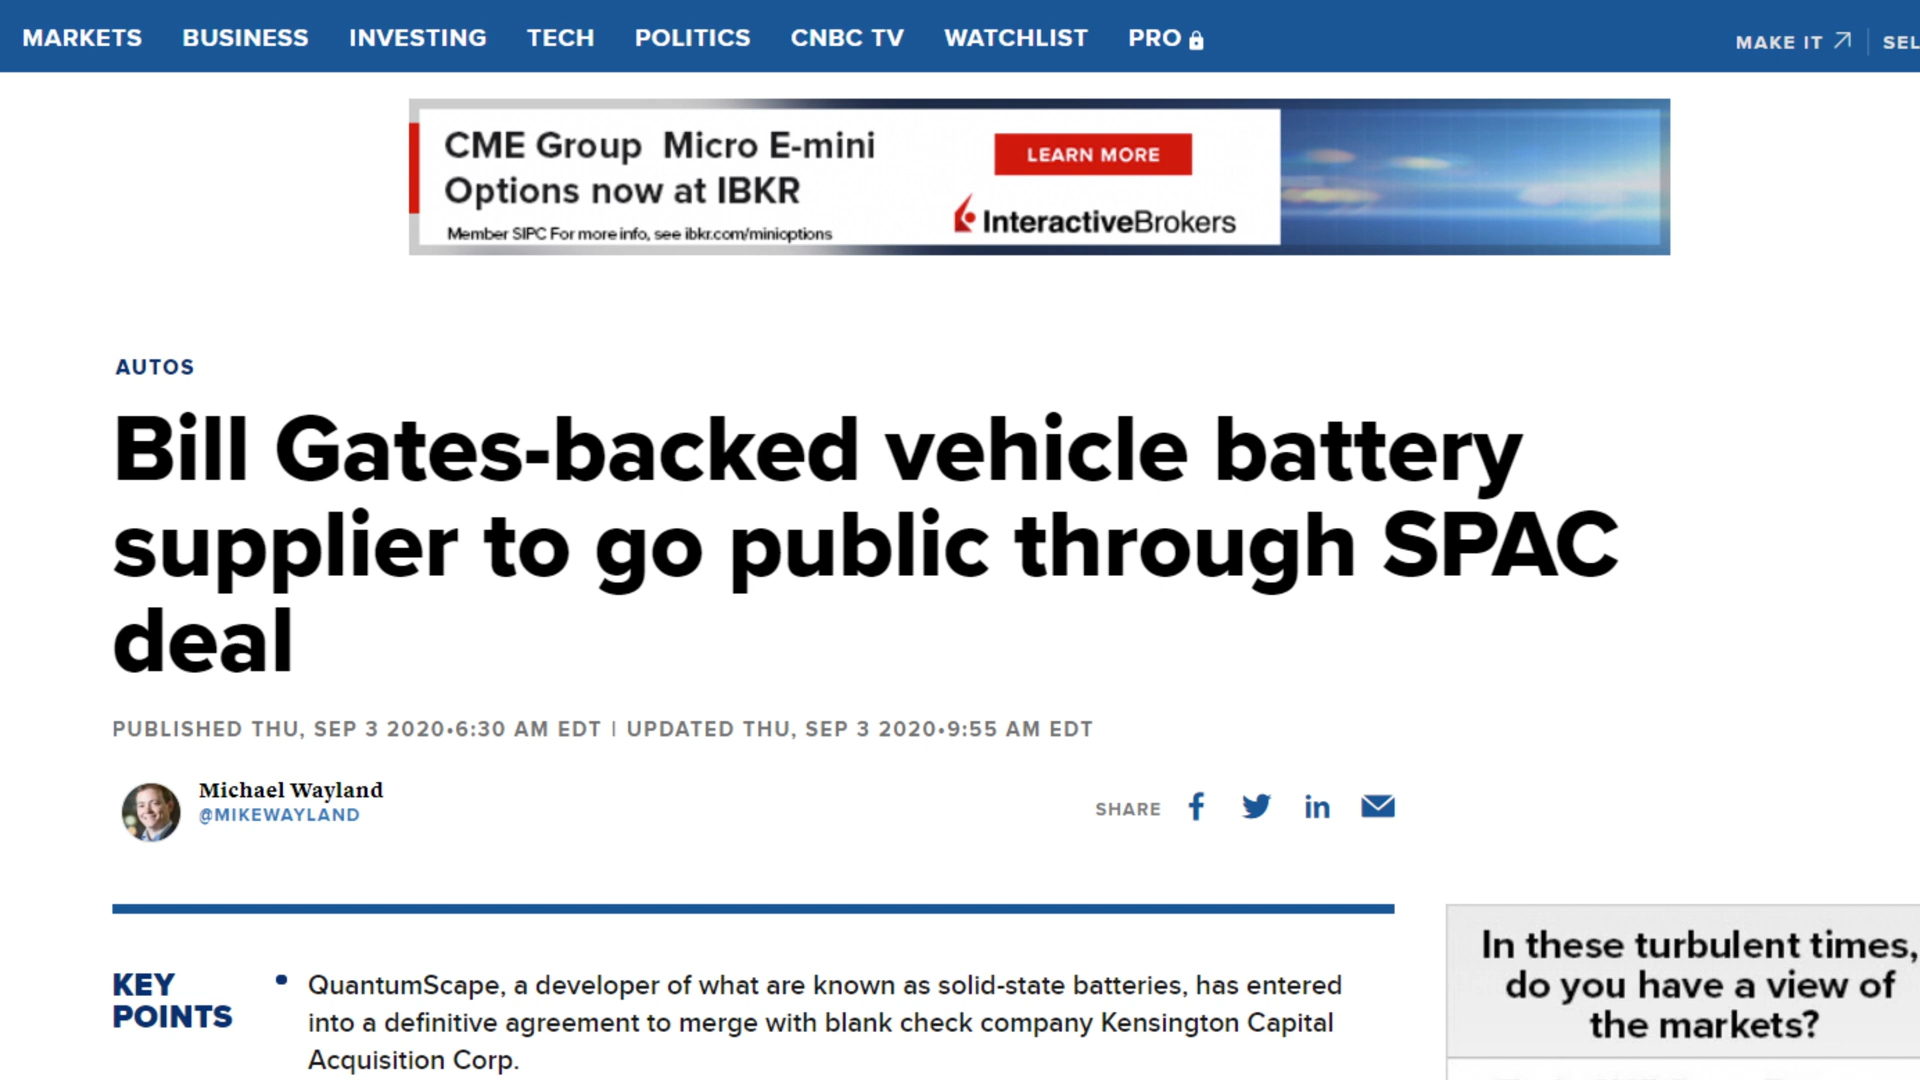 MARKETS BUSINESS INVESTING TECH POLITICS CNBC TV WATCHLIST PRO MAKE IT SEL
CME Group Micro E-mini
Options now at IBKR
Member SIPC For more info, see ibkr.com/minioptions
LEARN MORE
InteractiveBrokers
AUTOS
Bill Gates-backed vehicle battery
supplier to go public through SPAC
deal
PUBLISHED THU, SEP 3 2020•6:30 AM EDT | UPDATED THU, SEP 3 2020•9:55 AM EDT
Michael Wayland
@MIKEWAYLAND
SHARE
KEY
POINTS
• QuantumScape, a developer of what are known as solid-state batteries, has entered
into a definitive agreement to merge with blank check company Kensington Capital
Acquisition Corp.
In these turbulent times,
do you have a view of
the markets?